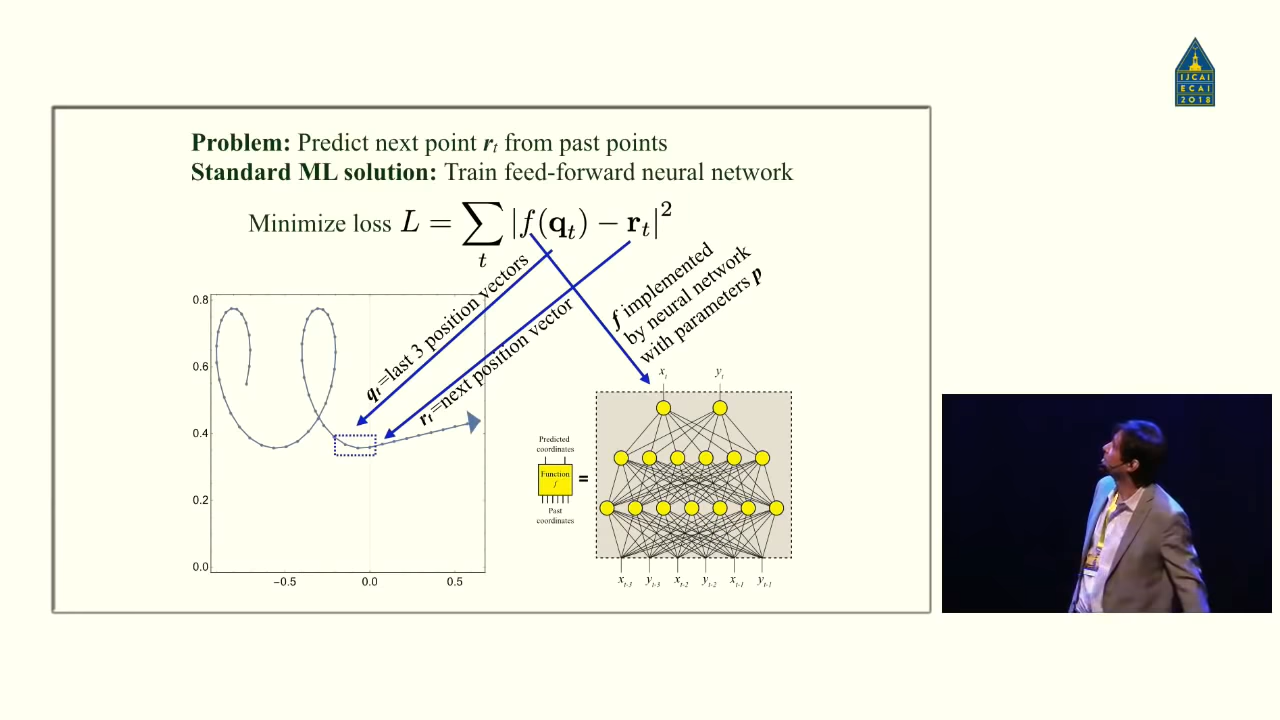 IJCAI
ECAI
2018
Problem: Predict next point rₜ from past points
Standard ML solution: Train feed-forward neural network
Minimize loss L = ∑ₜ |f(qₜ) − rₜ|²
qₜ=last 3 position vectors
rₜ=next position vector
f implemented
by neural network
with parameters p
0.8
0.6
0.4
0.2
0.0
−0.5 0.0 0.5
Predicted
coordinates
Function
f
Past
coordinates
=
xₜ yₜ
xₜ₋₃ yₜ₋₃ xₜ₋₂ yₜ₋₂ xₜ₋₁ yₜ₋₁